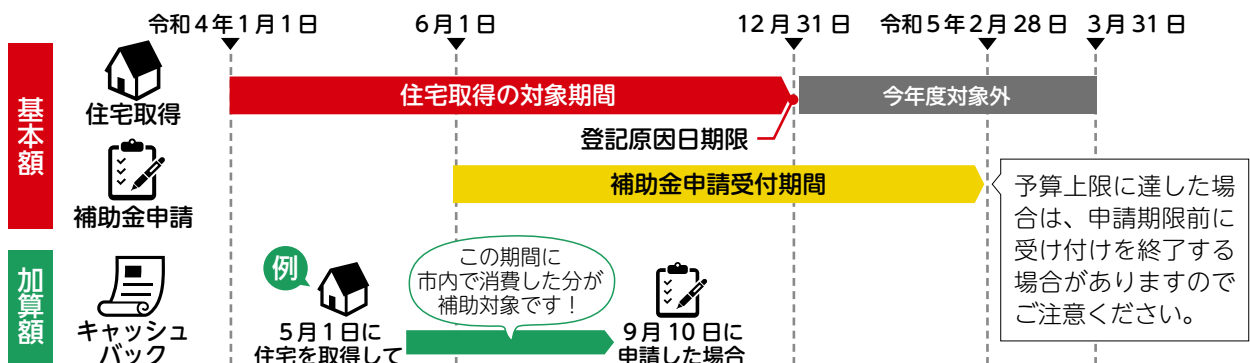 令和4年1月1日
6月1日
12月31日
令和5年2月28日
3月31日
基本額
住宅取得
住宅取得の対象期間
今年度対象外
登記原因日期限
補助金申請
補助金申請受付期間
予算上限に達した場
合は、申請期限前に
受け付けを終了する
場合がありますので
ご注意ください。
加算額
キャッシュ
バック
例
5月1日に
住宅を取得して
この期間に
市内で消費した分が
補助対象です！
9月10日に
申請した場合